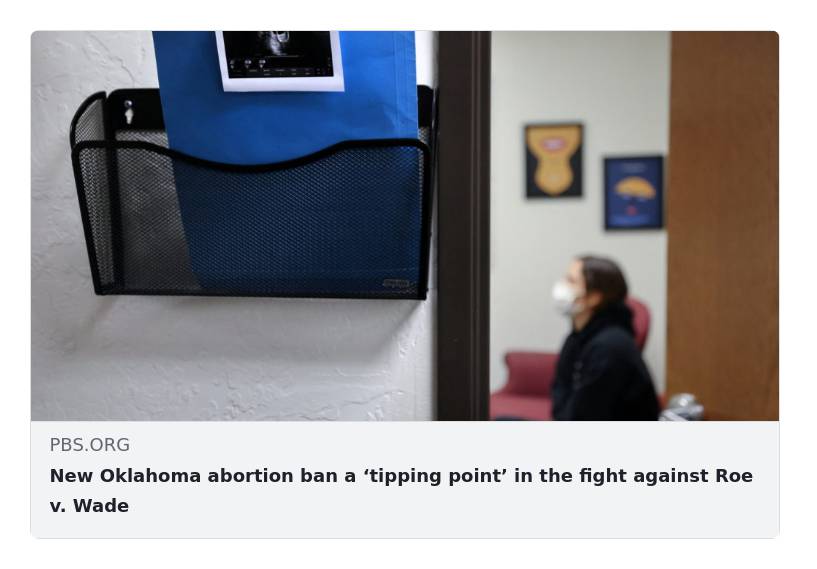 PBS.ORG
New Oklahoma abortion ban a ‘tipping point’ in the fight against Roe
v. Wade